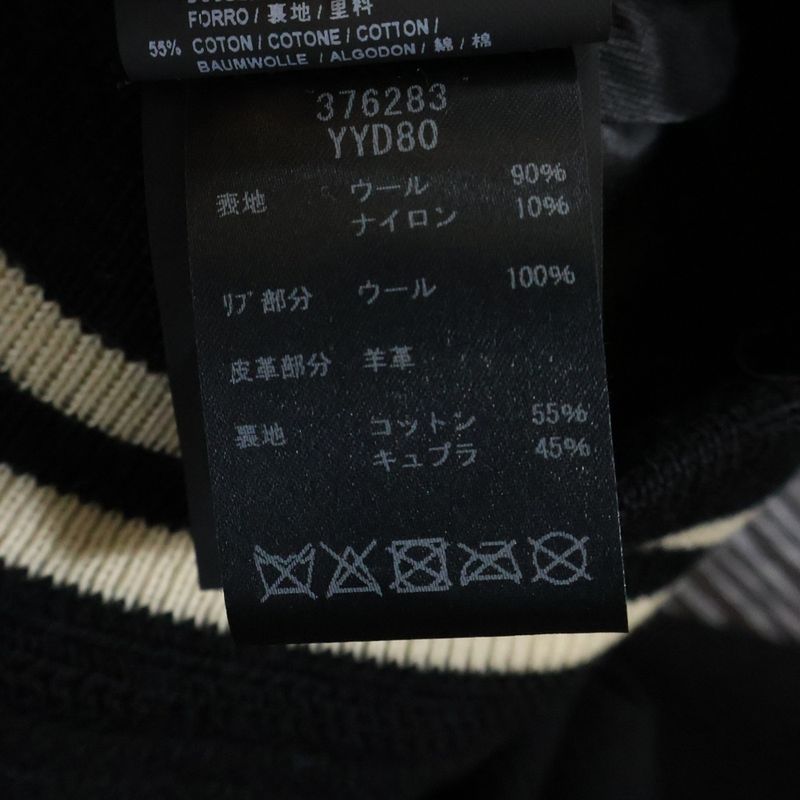 FORRO / 裏地 / 里料
55% COTON / COTONE / COTTON /
BAUMWOLLE / ALGODON / 綿 / 棉
376283
YYD80
表地 ウール 90%
ナイロン 10%
ﾘﾌﾞ部分 ウール 100%
皮革部分 羊革
裏地 コットン 55%
キュプラ 45%